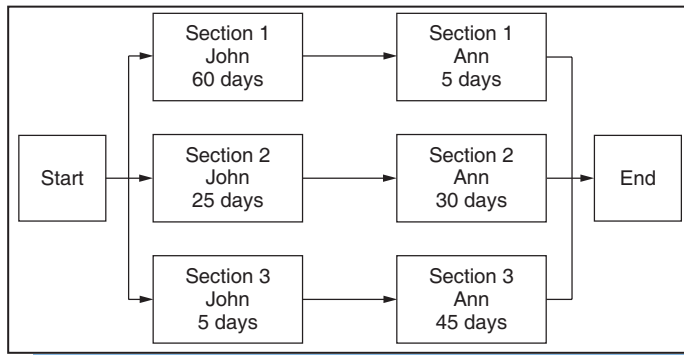 Section 1
John
60 days
Section 1
Ann
5 days
Start
Section 2
John
25 days
Section 2
Ann
30 days
End
Section 3
John
5 days
Section 3
Ann
45 days